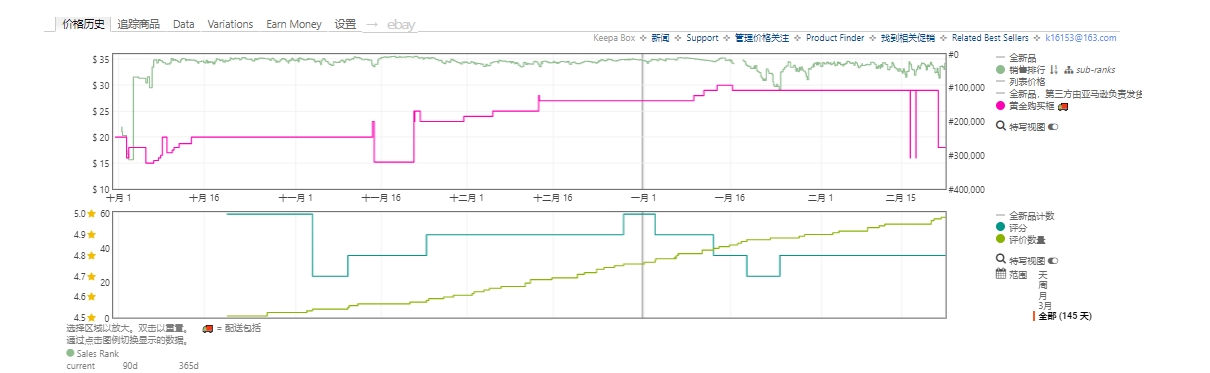 价格历史 追踪商品 Data Variations Earn Money 设置 → ebay
Keepa Box ⟡ 新闻 ⟡ Support ⟡ 管理价格关注 ⟡ Product Finder ⟡ 找到相关促销 ⟡ Related Best Sellers ⟡ k16153@163.com
$ 35
$ 30
$ 25
$ 20
$ 15
$ 10
#0
#100,000
#200,000
#300,000
#400,000
全新品
销售排行 sub-ranks
列表价格
全新品，第三方由亚马逊负责发货
黄金购买框
特写视图
十月 1 十月 16 十一月 1 十一月 16 十二月 1 十二月 16 一月 1 一月 16 二月 1 二月 15
5.0 60
4.9
4.8 40
4.7 20
4.6
4.5 0
全新品计数
评分
评价数量
特写视图
范围 天
周
月
3月
全部 (145 天)
选择区域以放大。双击以重置。 = 配送包括
通过点击图例切换显示的数据。
Sales Rank
current 90d 365d